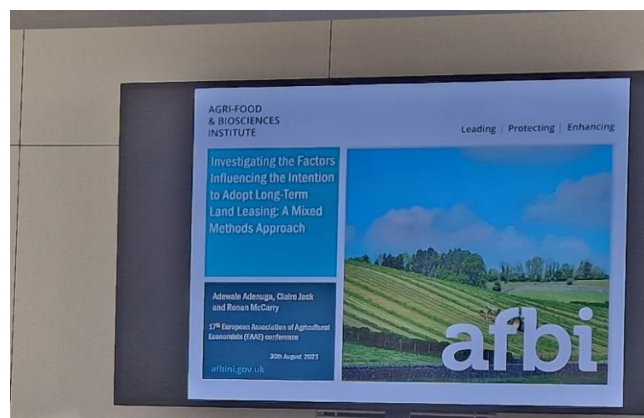 AGRI-FOOD
& BIOSCIENCES
INSTITUTE
Leading | Protecting | Enhancing
Investigating the Factors
Influencing the Intention
to Adopt Long-Term
Land Leasing: A Mixed
Methods Approach
Adewale Adenuga, Claire Jack
and Ronan McCarry
17th European Association of Agricultural
Economists (EAAE) conference
30th August 2023
afbini.gov.uk
afbi